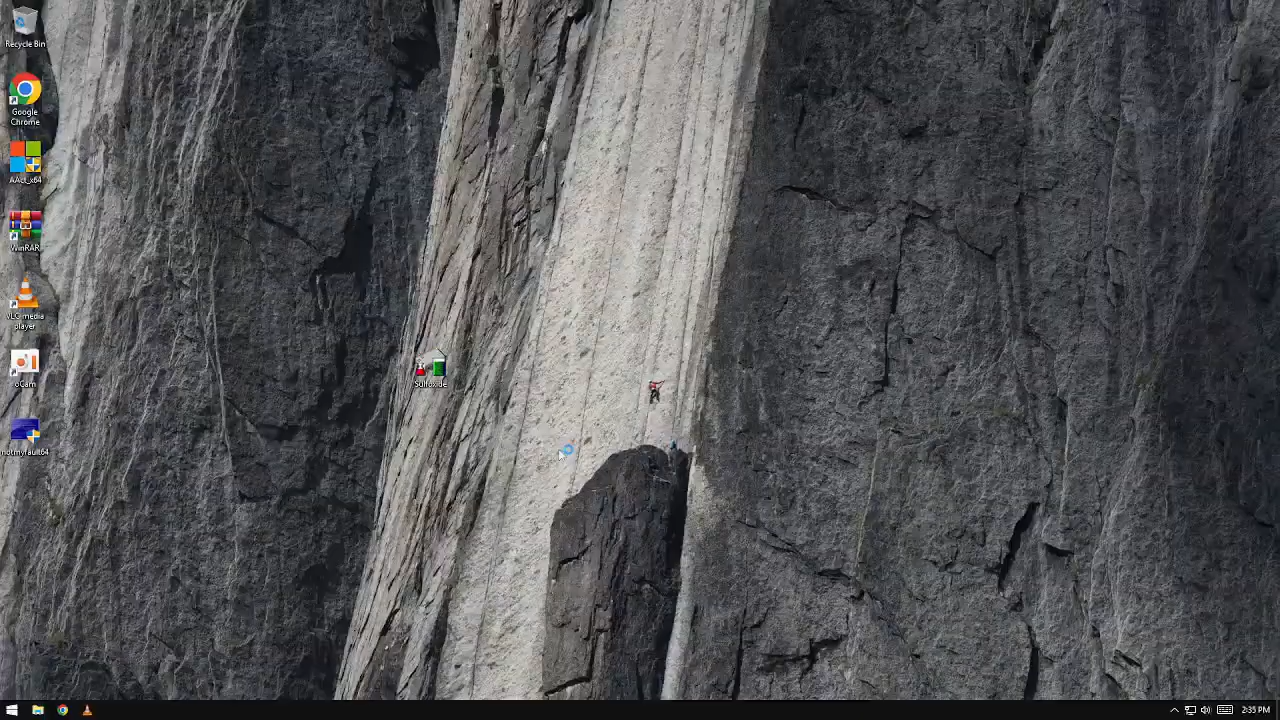 Recycle Bin
Google
Chrome
AAct_x64
WinRAR
VLC media
player
oCam
notmyfault64
Sulfoxide
2:35 PM